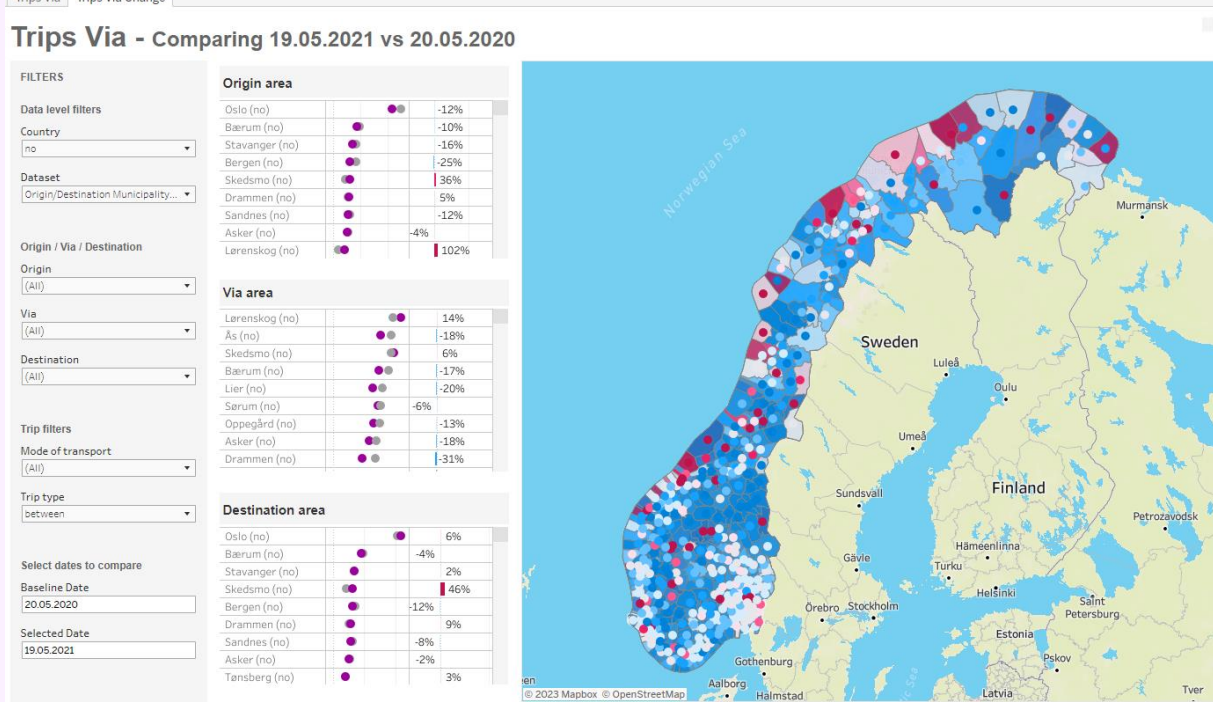 Trips Via Trips Via Change
Trips Via - Comparing 19.05.2021 vs 20.05.2020
FILTERS
Data level filters
Country
no
Dataset
Origin/Destination Municipality...
Origin / Via / Destination
Origin
(All)
Via
(All)
Destination
(All)
Trip filters
Mode of transport
(All)
Trip type
between
Select dates to compare
Baseline Date
20.05.2020
Selected Date
19.05.2021
Origin area
Oslo (no) -12%
Bærum (no) -10%
Stavanger (no) -16%
Bergen (no) -25%
Skedsmo (no) 36%
Drammen (no) 5%
Sandnes (no) -12%
Asker (no) -4%
Lørenskog (no) 102%
Via area
Lørenskog (no) 14%
Ås (no) -18%
Skedsmo (no) 6%
Bærum (no) -17%
Lier (no) -20%
Sørum (no) -6%
Oppegård (no) -13%
Asker (no) -18%
Drammen (no) -31%
Destination area
Oslo (no) 6%
Bærum (no) -4%
Stavanger (no) 2%
Skedsmo (no) 46%
Bergen (no) -12%
Drammen (no) 9%
Sandnes (no) -8%
Asker (no) -2%
Tønsberg (no) 3%
Norwegian Sea
Murmansk
Sweden
Luleå
Oulu
Umeå
Sundsvall
Finland
Petrozavodsk
Hämeenlinna
Gävle
Turku
Helsinki
Saint
Petersburg
Örebro Stockholm
Estonia
Gothenburg
Pskov
Aalborg
Halmstad
Latvia
Tver
© 2023 Mapbox © OpenStreetMap